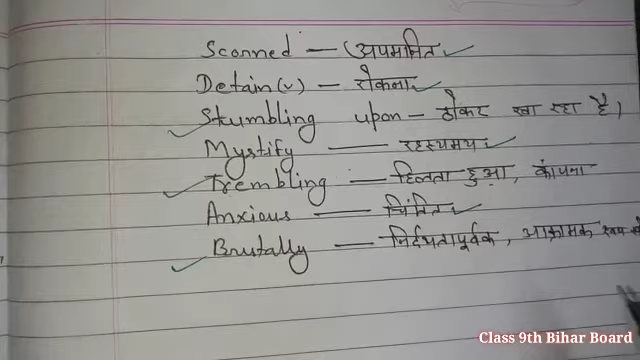 Sconned — (अपमानित
Detain (v) — रोकना
Stumbling upon — ठोकर खा रहा है।
Mystify — रहस्यमय
Trembling — हिलता हुआ, कांपना
Anxious — चिंतित
Brutally — निर्दयतापूर्वक, आक्रामक रूप से
Class 9th Bihar Board